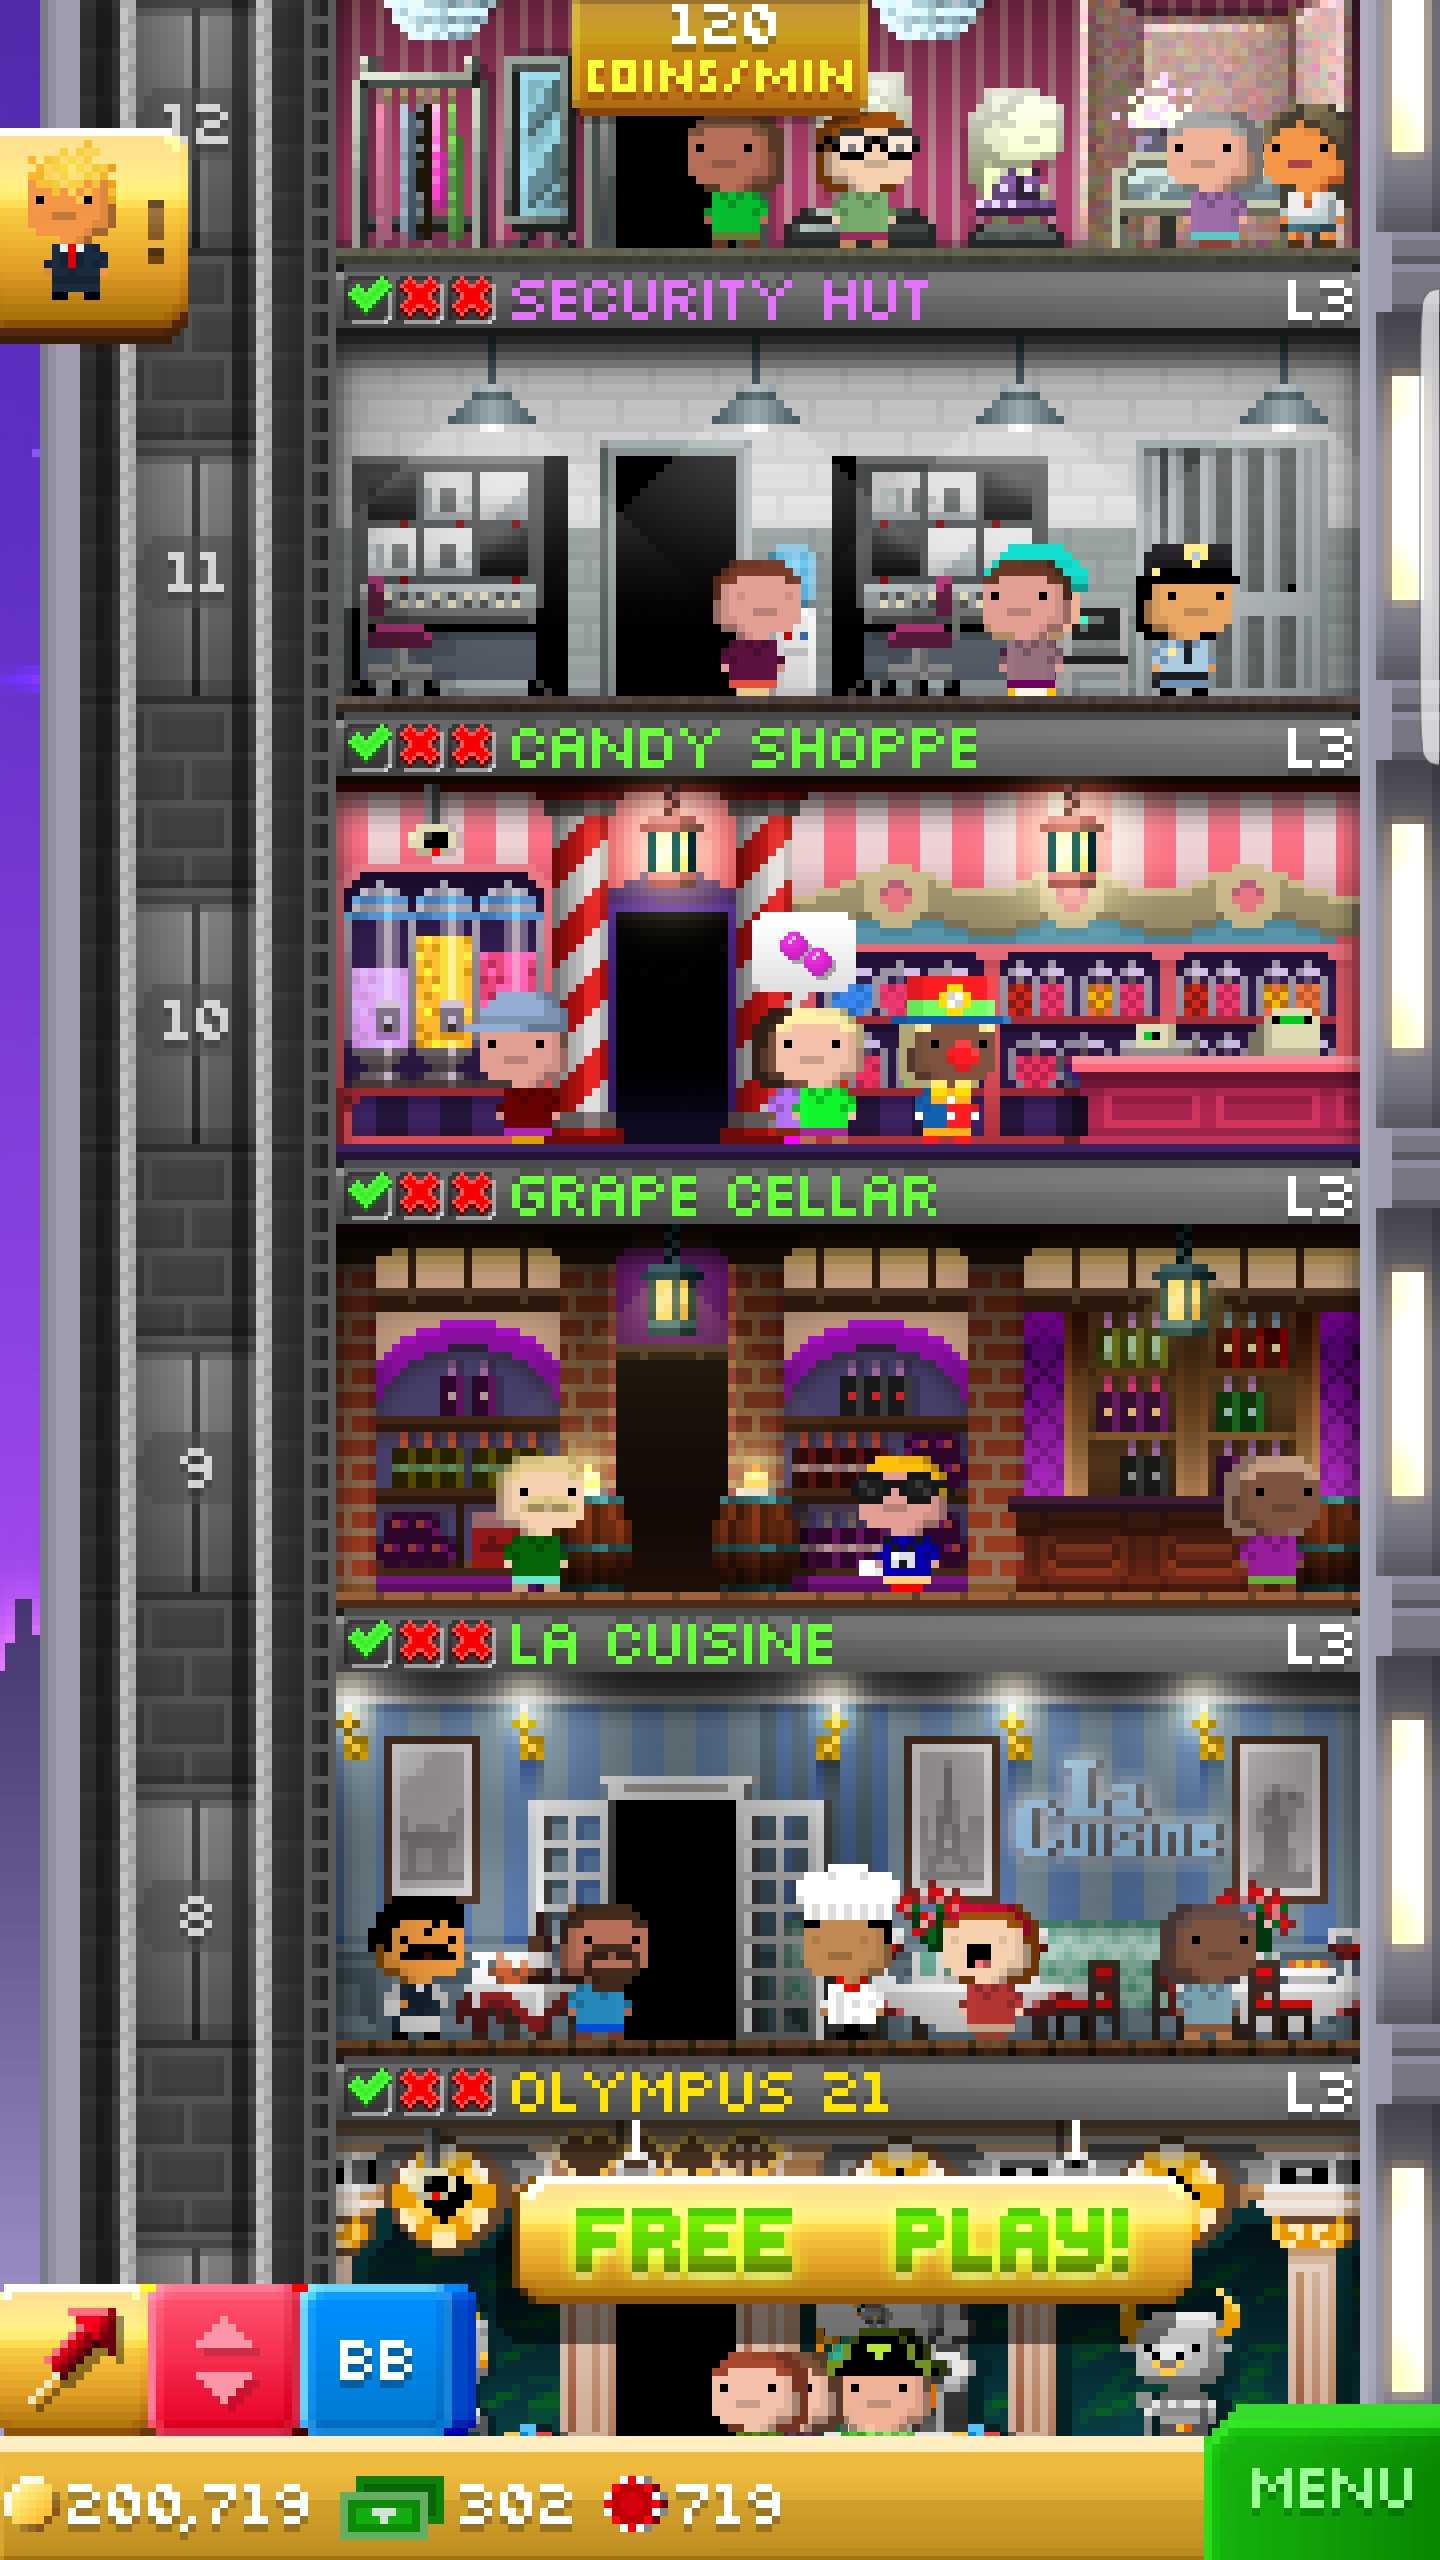 120
COINS/MIN
12
!
SECURITY HUT L3
11
CANDY SHOPPE L3
10
GRAPE CELLAR L3
9
LA CUISINE L3
La
Cuisine
8
OLYMPUS 21 L3
FREE PLAY!
BB
200,719 302 719
MENU